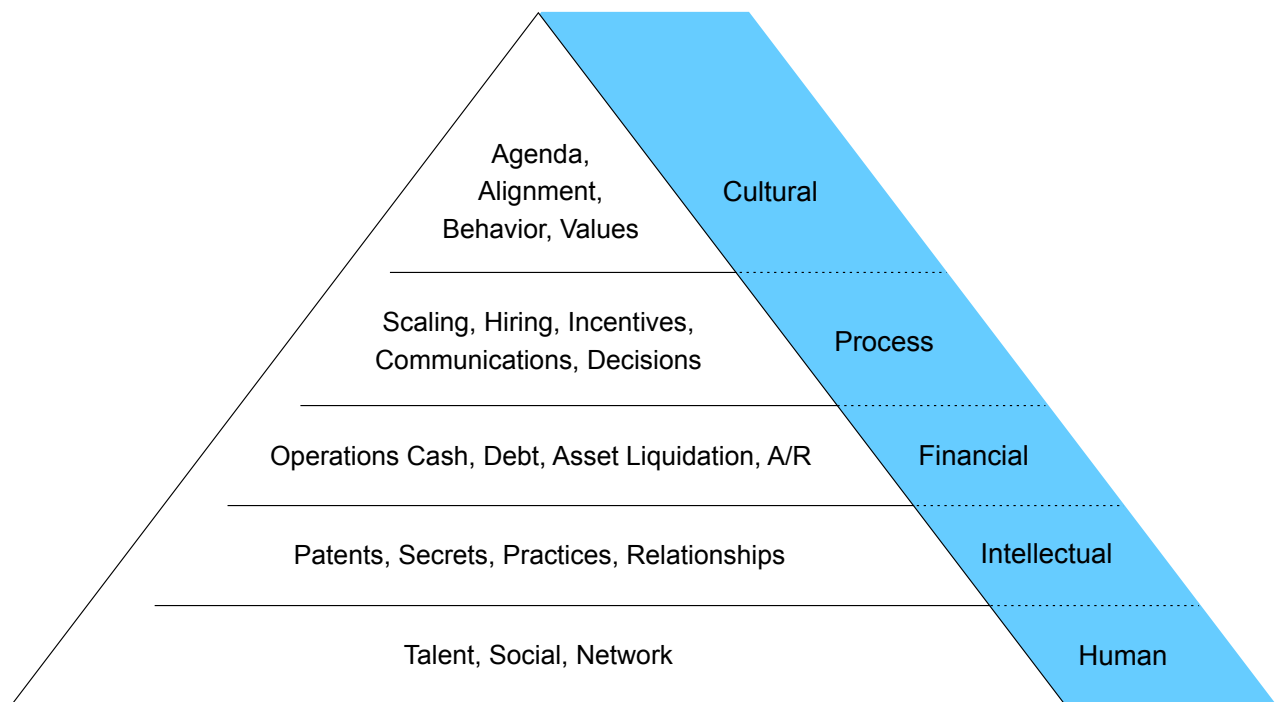 Agenda,
Alignment,
Behavior, Values
Cultural
Scaling, Hiring, Incentives,
Communications, Decisions
Process
Operations Cash, Debt, Asset Liquidation, A/R
Financial
Patents, Secrets, Practices, Relationships
Intellectual
Talent, Social, Network
Human